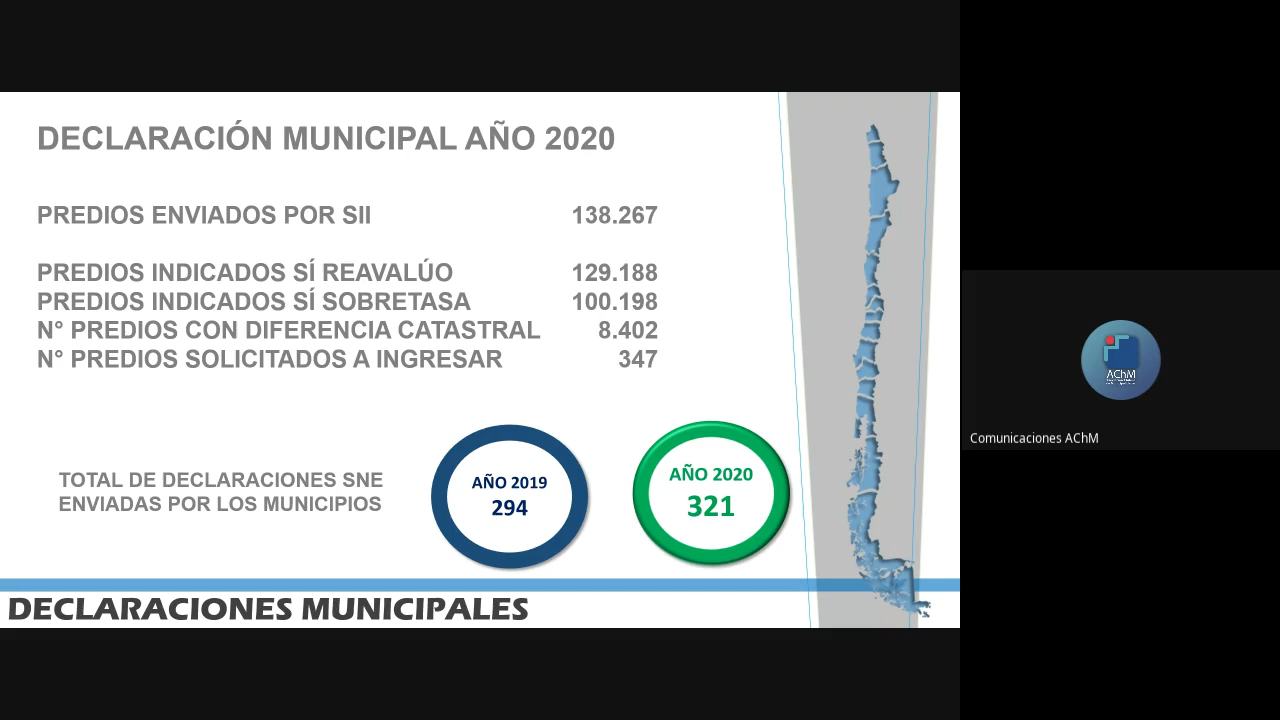 DECLARACIÓN MUNICIPAL AÑO 2020
PREDIOS ENVIADOS POR SII 138.267
PREDIOS INDICADOS SÍ REAVALÚO 129.188
PREDIOS INDICADOS SÍ SOBRETASA 100.198
N° PREDIOS CON DIFERENCIA CATASTRAL 8.402
N° PREDIOS SOLICITADOS A INGRESAR 347
TOTAL DE DECLARACIONES SNE
ENVIADAS POR LOS MUNICIPIOS
AÑO 2019
294
AÑO 2020
321
DECLARACIONES MUNICIPALES
AChM
Comunicaciones AChM